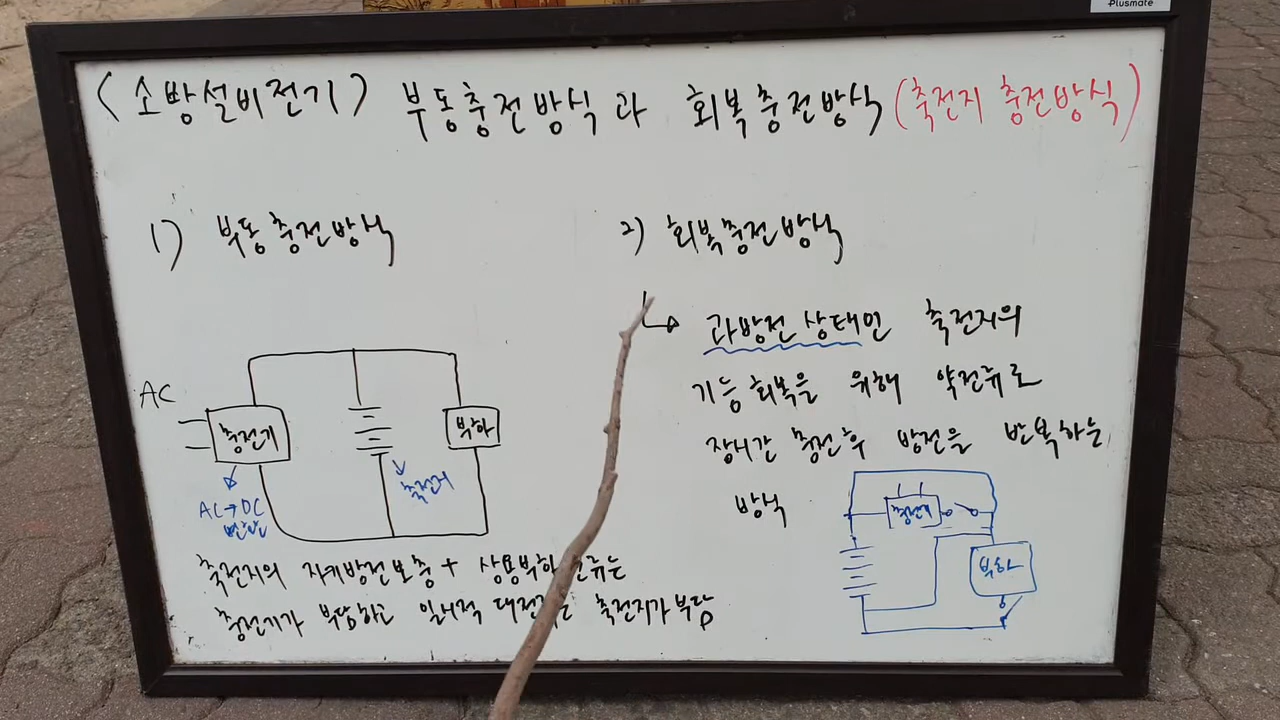 Plusmate
<소방설비전기> 부동충전방식과 회복충전방식 (축전지 충전방식)
1) 부동충전방식
AC
충전기
부하
축전지
AC→DC
변환
축전지의 자기방전보충 + 상용부하 전류는
충전기가 부담하고 일시적 대전류는 축전지가 부담
2) 회복충전방식
↳ 과방전 상태인 축전지의
기능회복을 위해 약전류로
장시간 충전후 방전을 반복하는
방식
충전기
부하